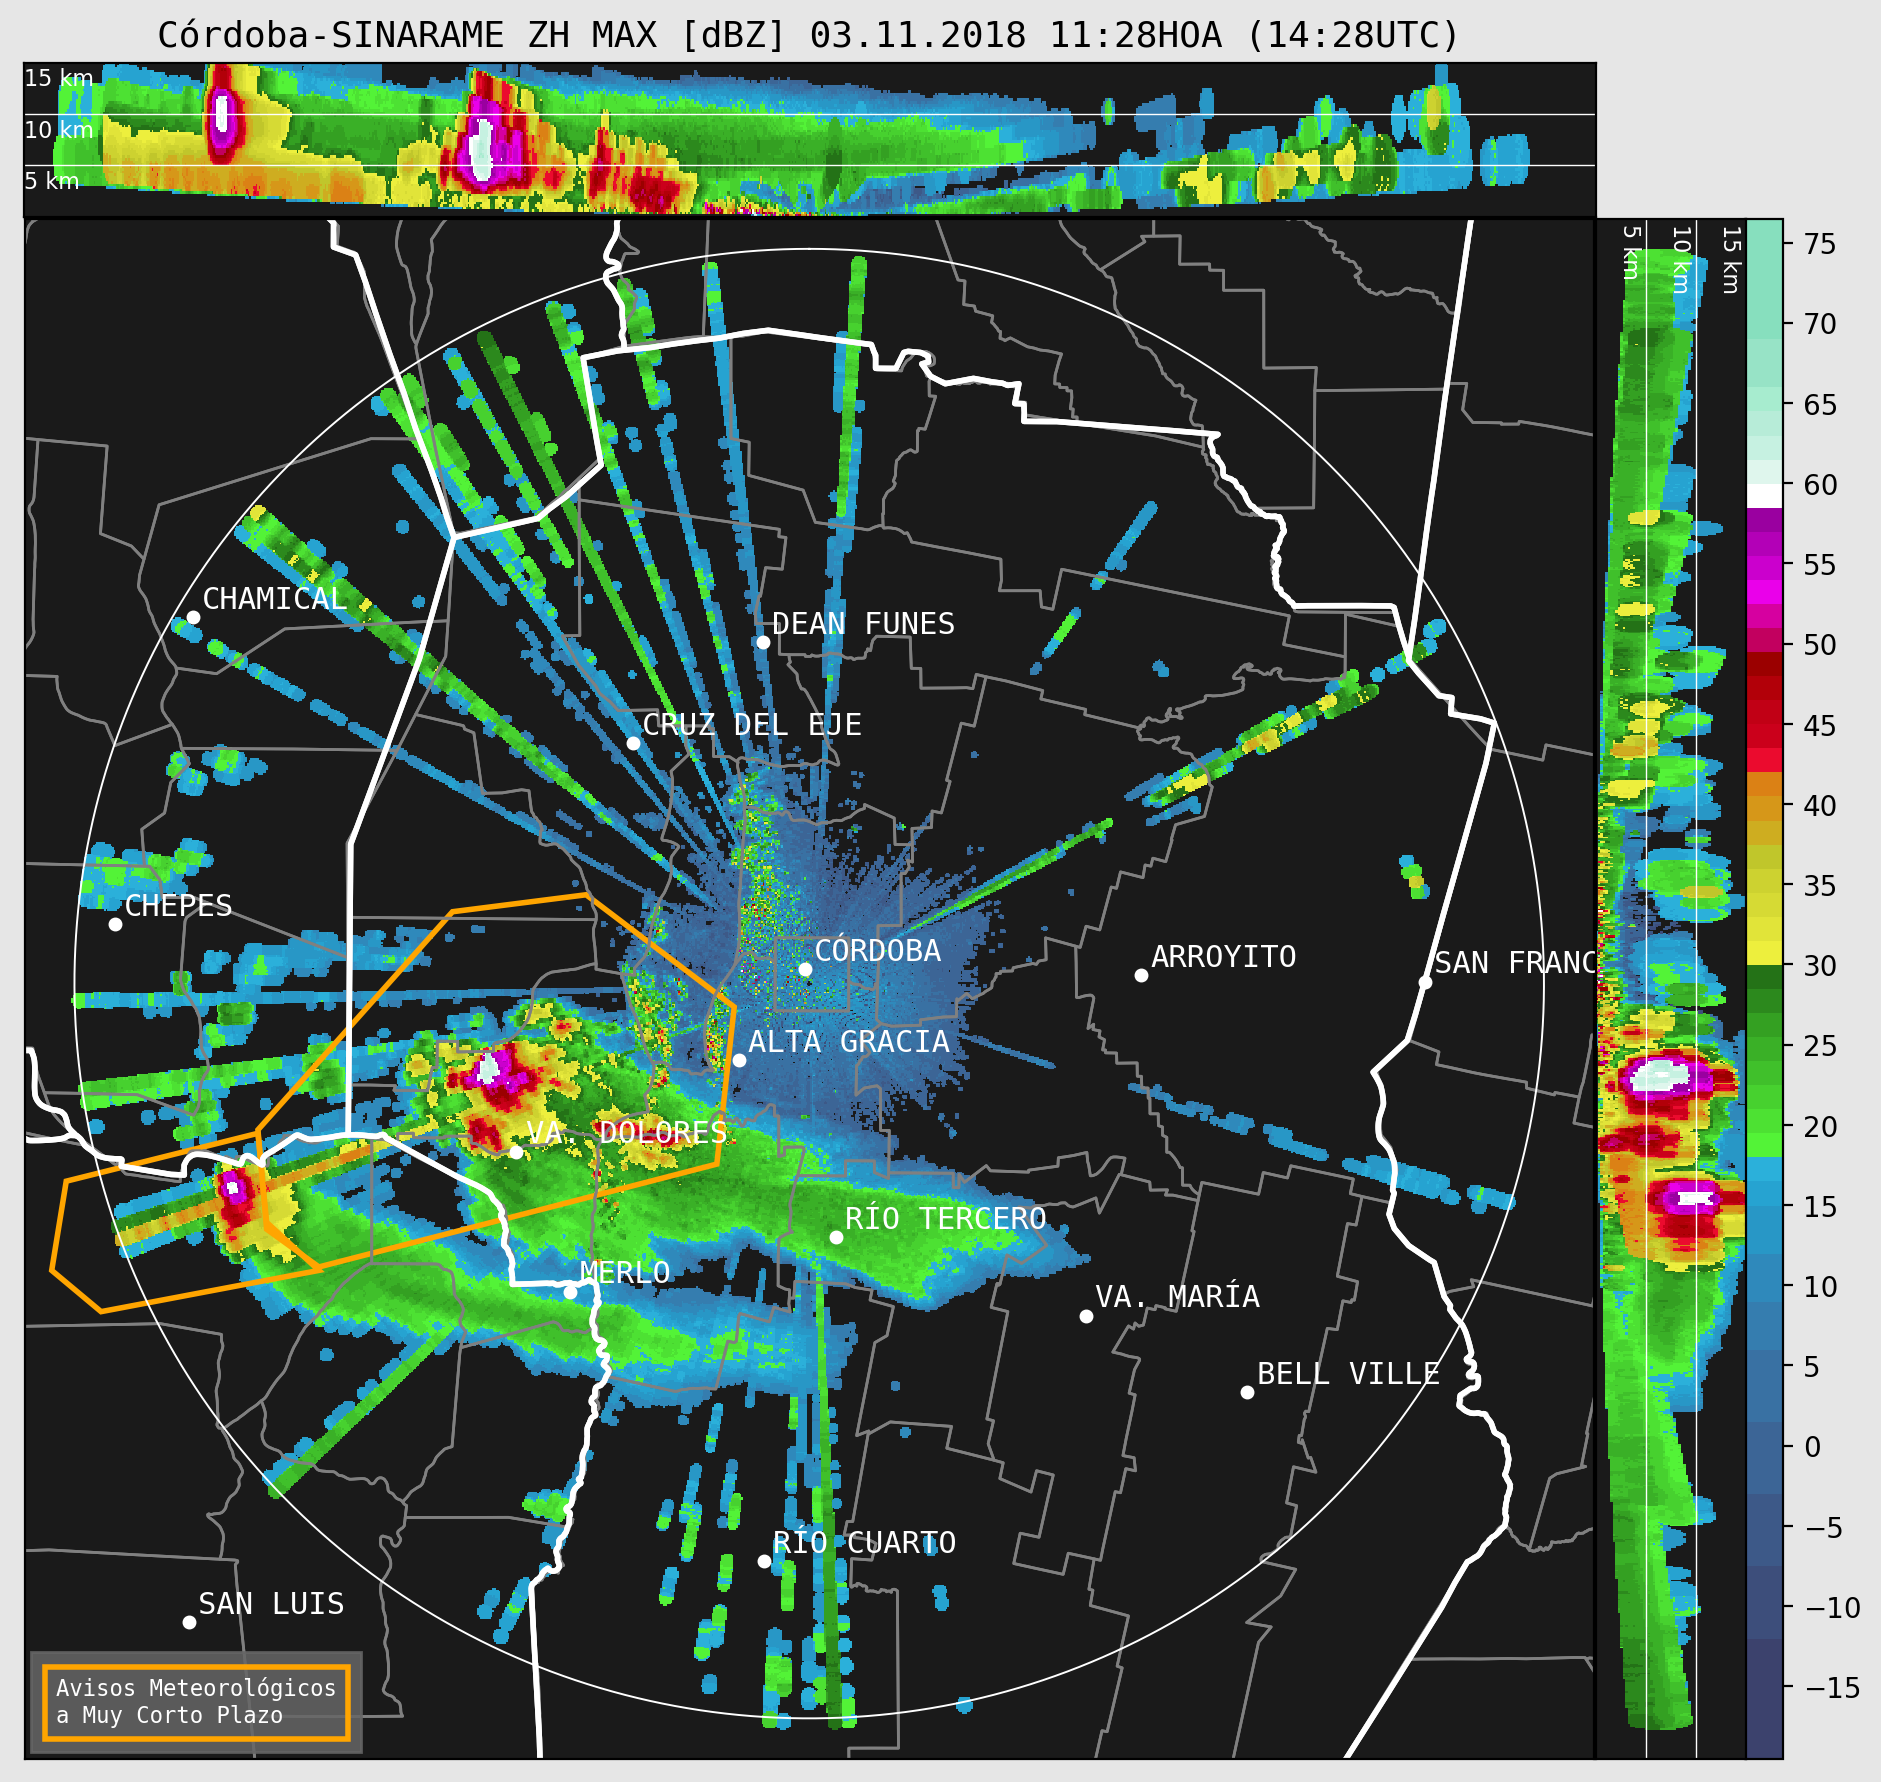 Córdoba-SINARAME ZH MAX [dBZ] 03.11.2018 11:28HOA (14:28UTC)
15 km
10 km
5 km
5 km
10 km
15 km
75
70
65
60
55
50
45
40
35
30
25
20
15
10
5
0
−5
−10
−15
CHAMICAL
DEAN FUNES
CRUZ DEL EJE
CHEPES
CÓRDOBA
ARROYITO
SAN FRANC
ALTA GRACIA
VA. DOLORES
RÍO TERCERO
MERLO
VA. MARÍA
BELL VILLE
RÍO CUARTO
SAN LUIS
Avisos Meteorológicos
a Muy Corto Plazo